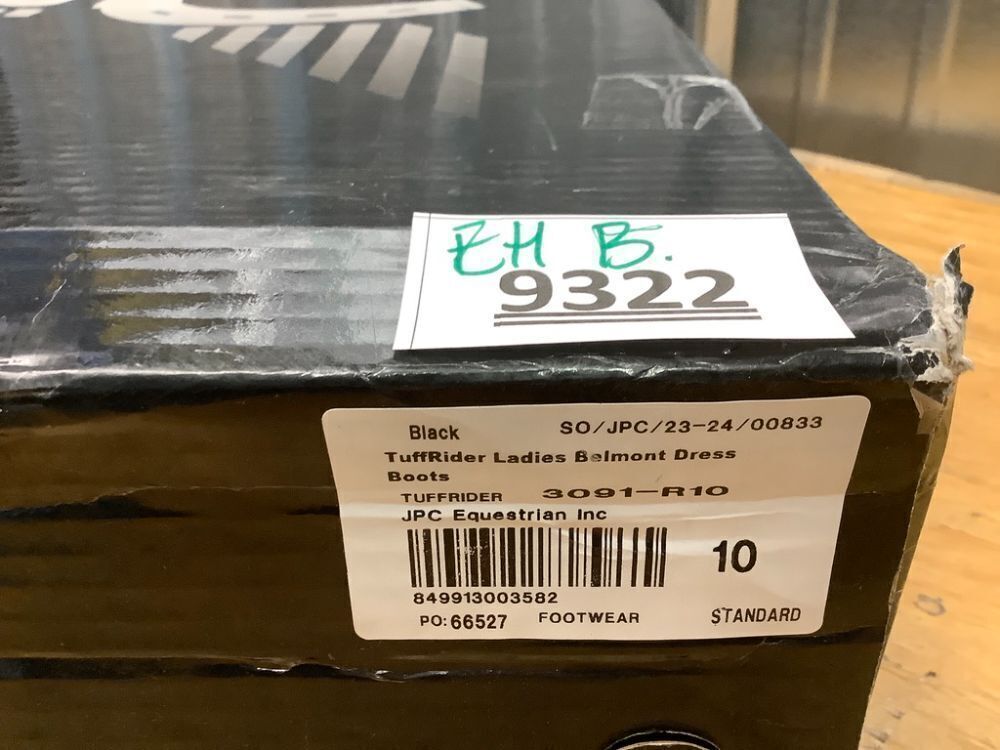 EH B.
9322
Black SO/JPC/23-24/00833
TuffRider Ladies Belmont Dress
Boots
TUFFRIDER 3091-R10
JPC Equestrian Inc
10
849913003582
PO: 66527 FOOTWEAR STANDARD